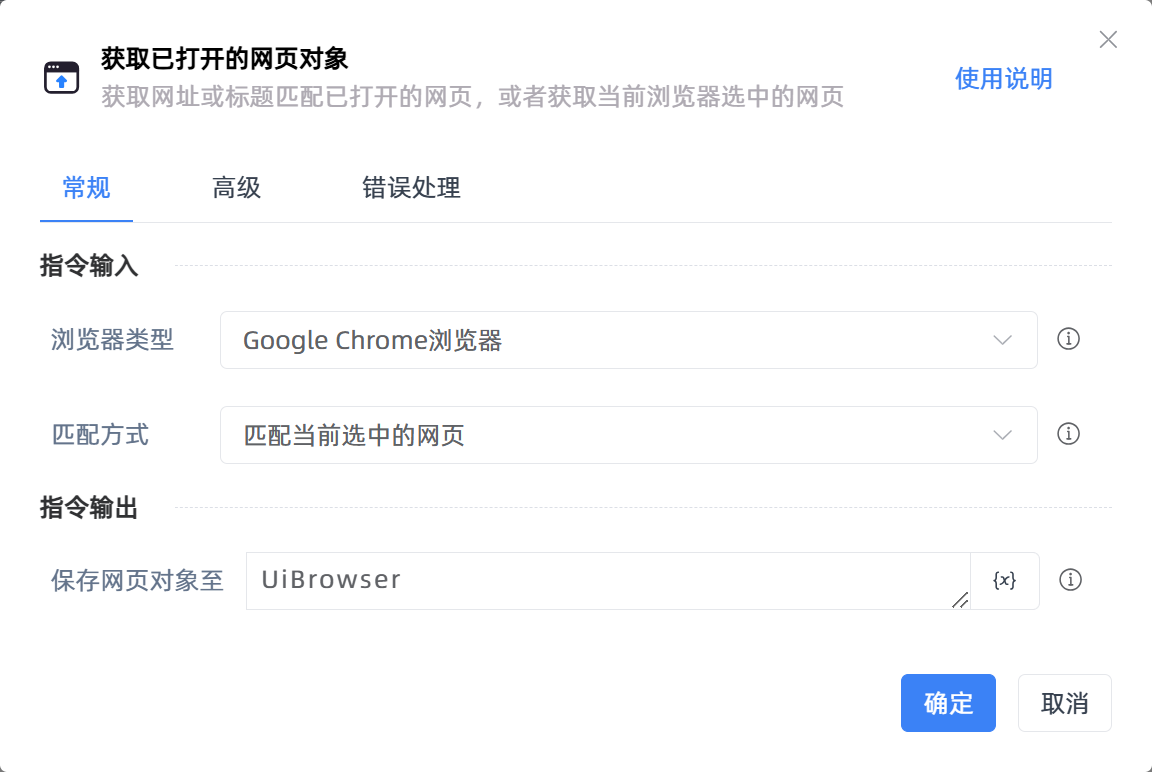 获取已打开的网页对象
获取网址或标题匹配已打开的网页，或者获取当前浏览器选中的网页
使用说明
常规 高级 错误处理
指令输入
浏览器类型 Google Chrome浏览器
匹配方式 匹配当前选中的网页
指令输出
保存网页对象至 UiBrowser {x}
确定 取消